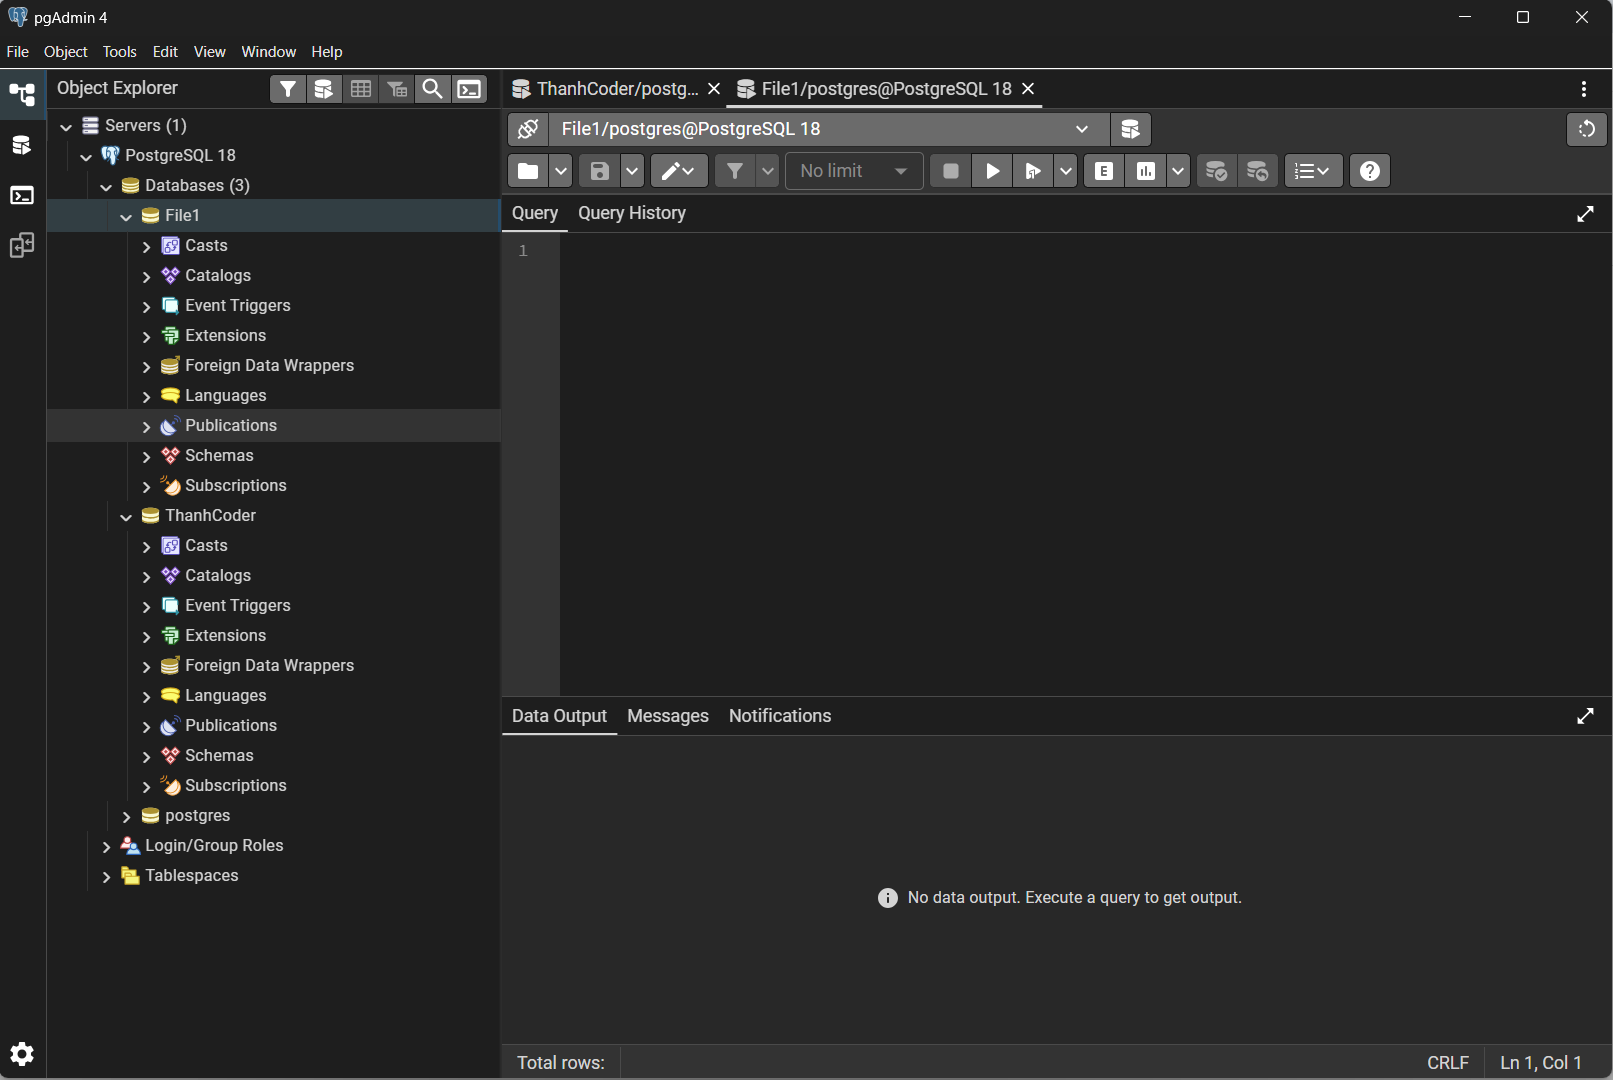 pgAdmin 4
File Object Tools Edit View Window Help
Object Explorer
ThanhCoder/postg...
File1/postgres@PostgreSQL 18
Servers (1)
PostgreSQL 18
Databases (3)
File1
Casts
Catalogs
Event Triggers
Extensions
Foreign Data Wrappers
Languages
Publications
Schemas
Subscriptions
ThanhCoder
Casts
Catalogs
Event Triggers
Extensions
Foreign Data Wrappers
Languages
Publications
Schemas
Subscriptions
postgres
Login/Group Roles
Tablespaces
File1/postgres@PostgreSQL 18
No limit
E
Query Query History
1
Data Output Messages Notifications
No data output. Execute a query to get output.
Total rows:
CRLF
Ln 1, Col 1